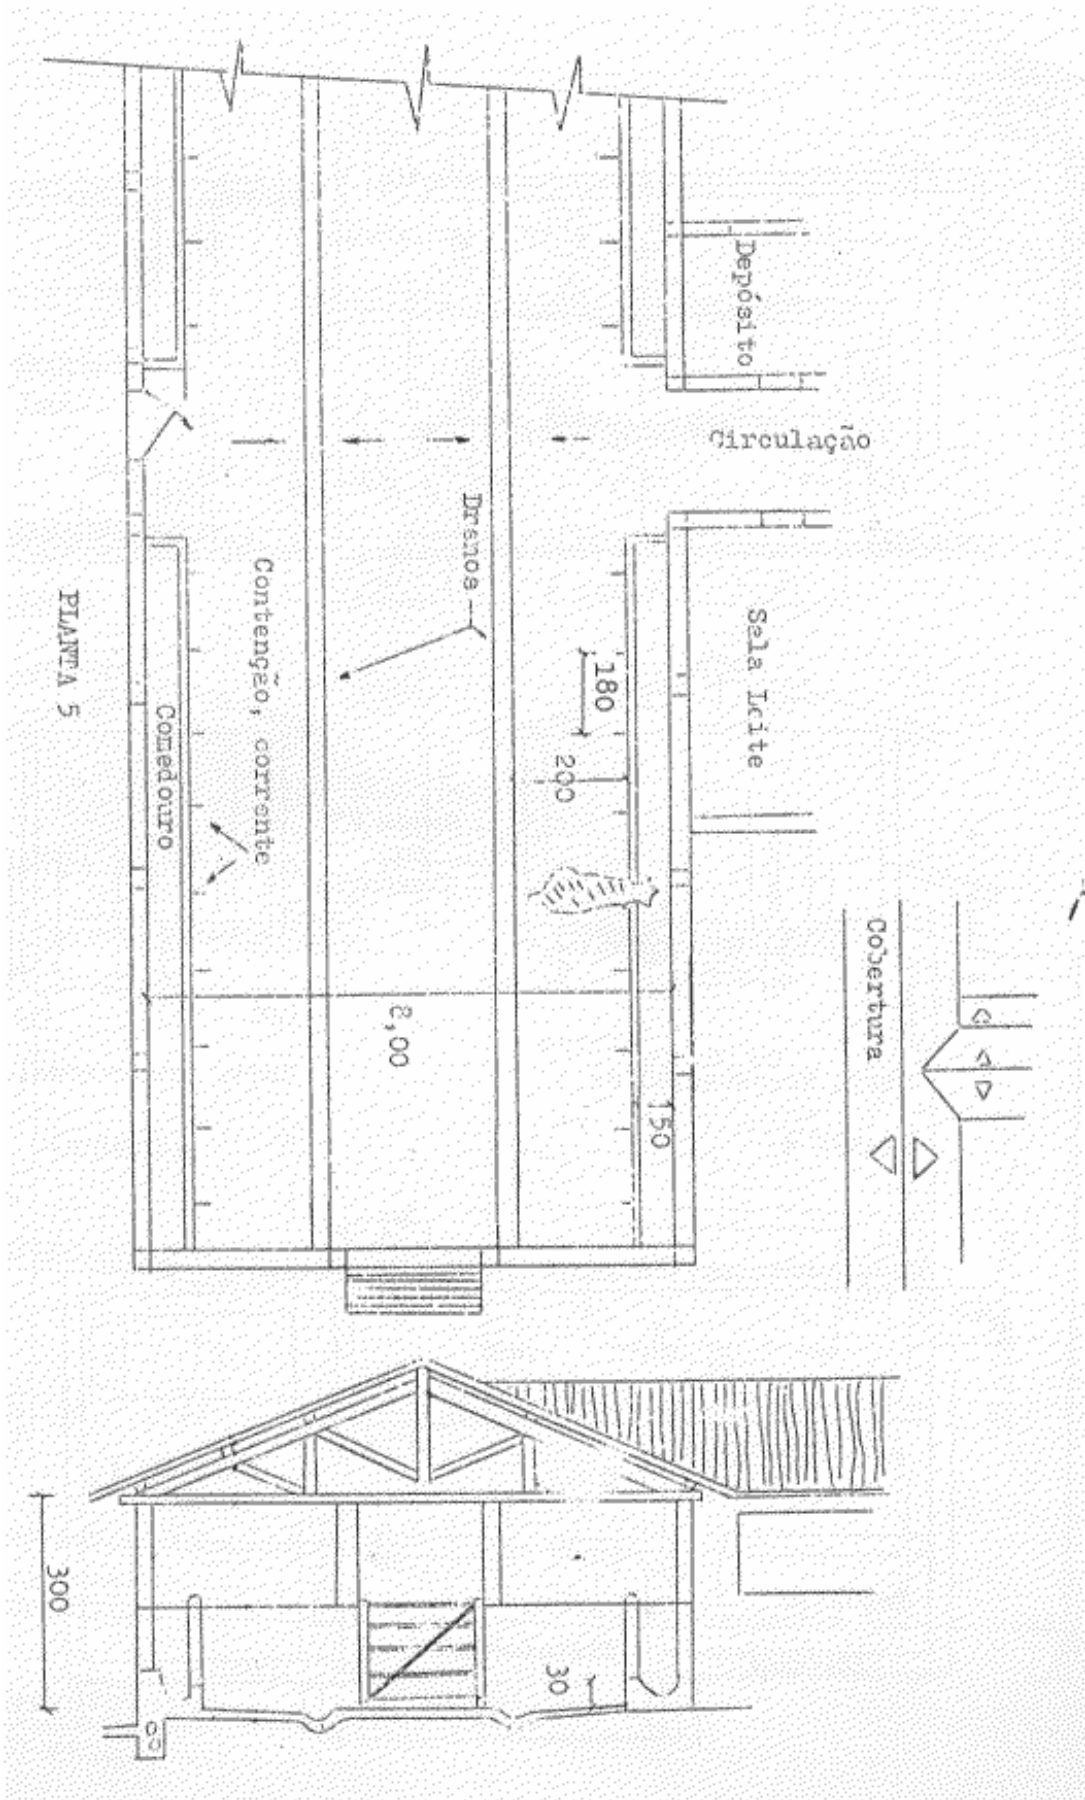 Depósito
Circulação
Drenos
Contenção, corrente
Sala Leite
180
200
PLANTA 5
Comedouro
Cobertura
8,00
150
300
30